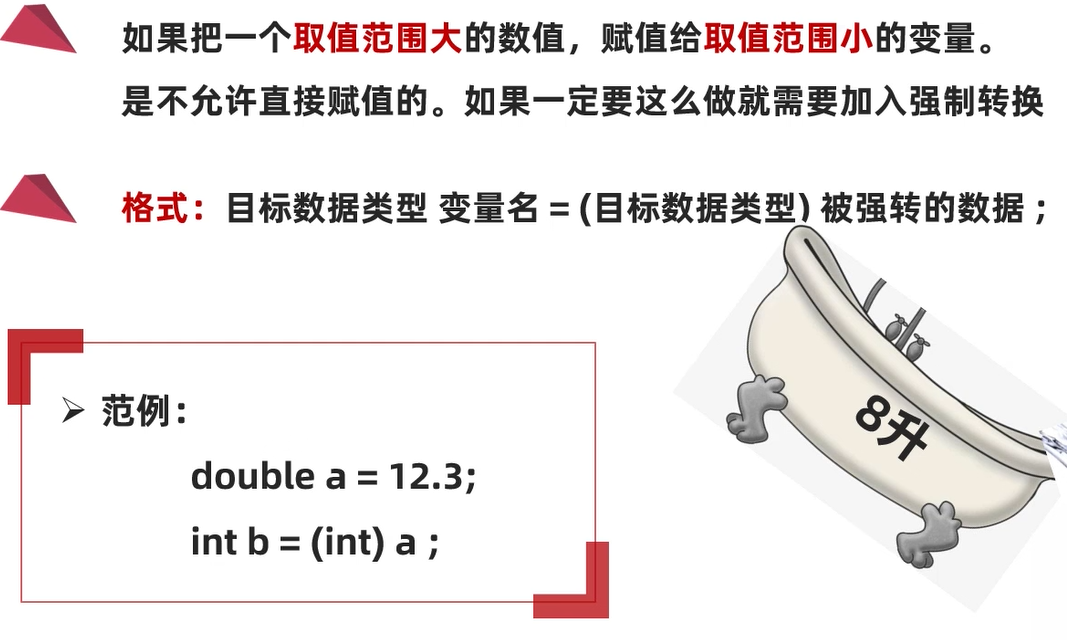 如果把一个取值范围大的数值，赋值给取值范围小的变量。
是不允许直接赋值的。如果一定要这么做就需要加入强制转换
格式：目标数据类型 变量名 = (目标数据类型) 被强转的数据 ;
范例：
double a = 12.3;
int b = (int) a ;
8升